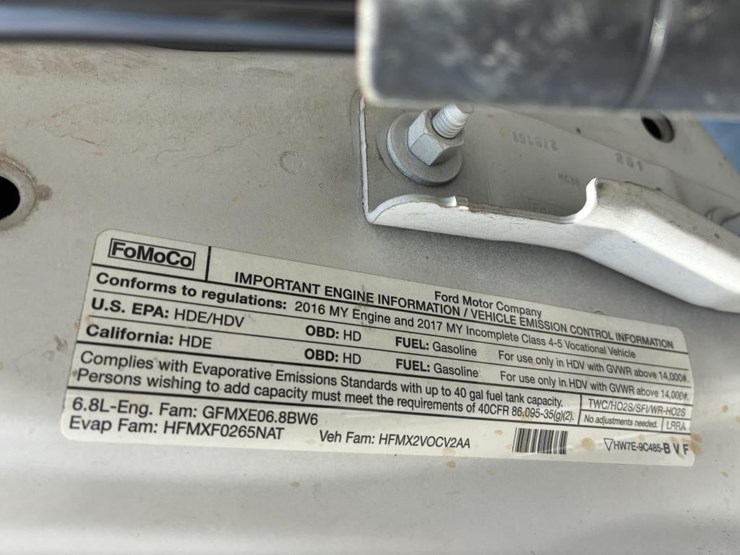 FoMoCo
Ford Motor Company
IMPORTANT ENGINE INFORMATION / VEHICLE EMISSION CONTROL INFORMATION
Conforms to regulations: 2016 MY Engine and 2017 MY Incomplete Class 4-5 Vocational Vehicle
U.S. EPA: HDE/HDV OBD: HD FUEL: Gasoline For use only in HDV with GVWR above 14,000#.
California: HDE OBD: HD FUEL: Gasoline For use only in HDV with GVWR above 14,000#.
Complies with Evaporative Emissions Standards with up to 40 gal fuel tank capacity.
*Persons wishing to add capacity must meet the requirements of 40CFR 86.095-35(g)(2).
TWC/HO2S/SFI/WR-HO2S
No adjustments needed. LRRA
6.8L-Eng. Fam: GFMXE06.8BW6
Evap Fam: HFMXF0265NAT Veh Fam: HFMX2VOCV2AA
HW7E-9C485-BVF